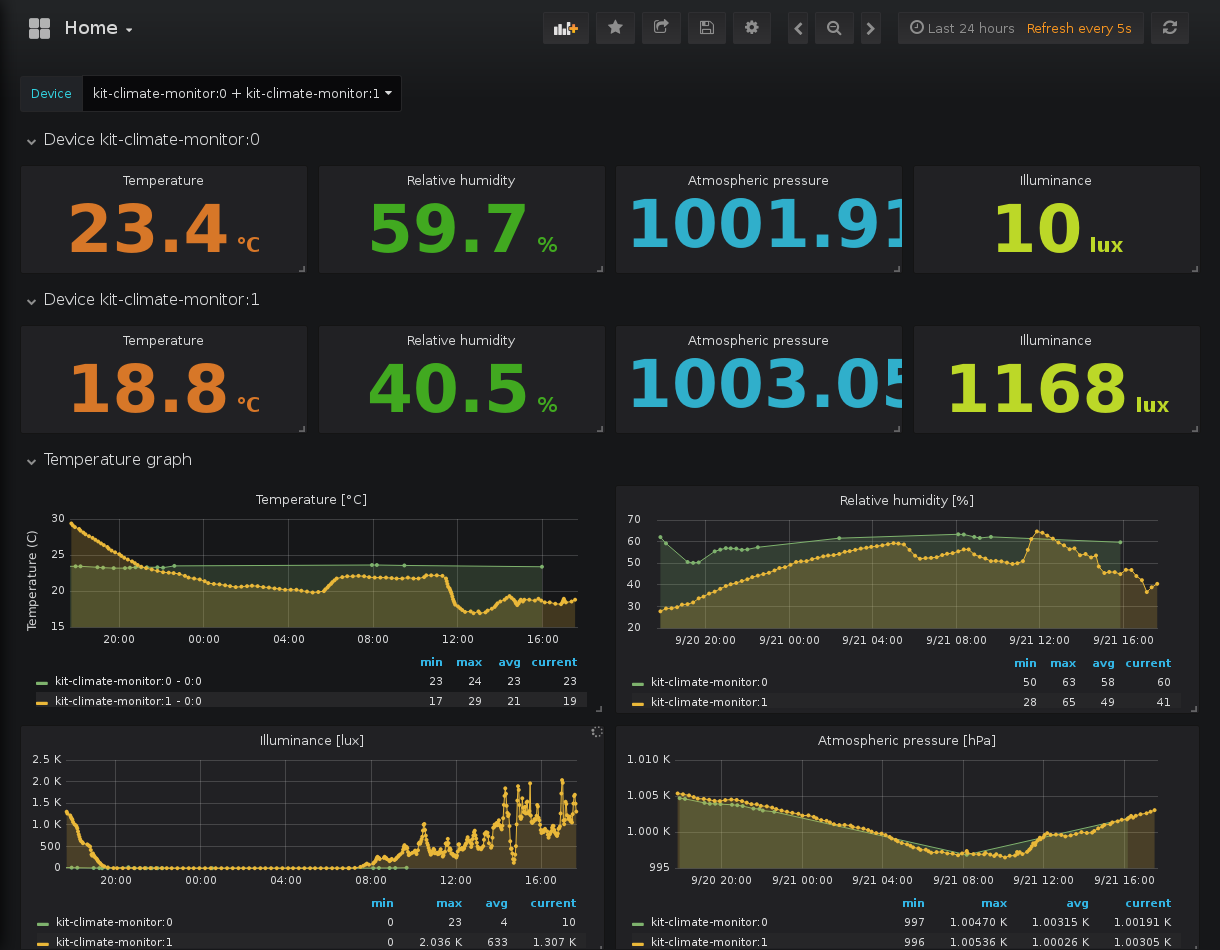 Home
Last 24 hours Refresh every 5s
Device kit-climate-monitor:0 + kit-climate-monitor:1
Device kit-climate-monitor:0
Temperature Relative humidity Atmospheric pressure Illuminance
23.4 °C 59.7 % 1001.91 10 lux
Device kit-climate-monitor:1
Temperature Relative humidity Atmospheric pressure Illuminance
18.8 °C 40.5 % 1003.05 1168 lux
Temperature graph
Temperature [°C]
Temperature (C)
30
25
20
15
20:00 00:00 04:00 08:00 12:00 16:00
min max avg current
kit-climate-monitor:0 - 0:0 23 24 23 23
kit-climate-monitor:1 - 0:0 17 29 21 19
Relative humidity [%]
70
60
50
40
30
20
9/20 20:00 9/21 00:00 9/21 04:00 9/21 08:00 9/21 12:00 9/21 16:00
min max avg current
kit-climate-monitor:0 50 63 58 60
kit-climate-monitor:1 28 65 49 41
Illuminance [lux]
2.5 K
2.0 K
1.5 K
1.0 K
500
0
20:00 00:00 04:00 08:00 12:00 16:00
min max avg current
kit-climate-monitor:0 0 23 4 10
kit-climate-monitor:1 0 2.036 K 633 1.307 K
Atmospheric pressure [hPa]
1.010 K
1.005 K
1.000 K
995
9/20 20:00 9/21 00:00 9/21 04:00 9/21 08:00 9/21 12:00 9/21 16:00
min max avg current
kit-climate-monitor:0 997 1.00470 K 1.00315 K 1.00191 K
kit-climate-monitor:1 996 1.00536 K 1.00026 K 1.00305 K